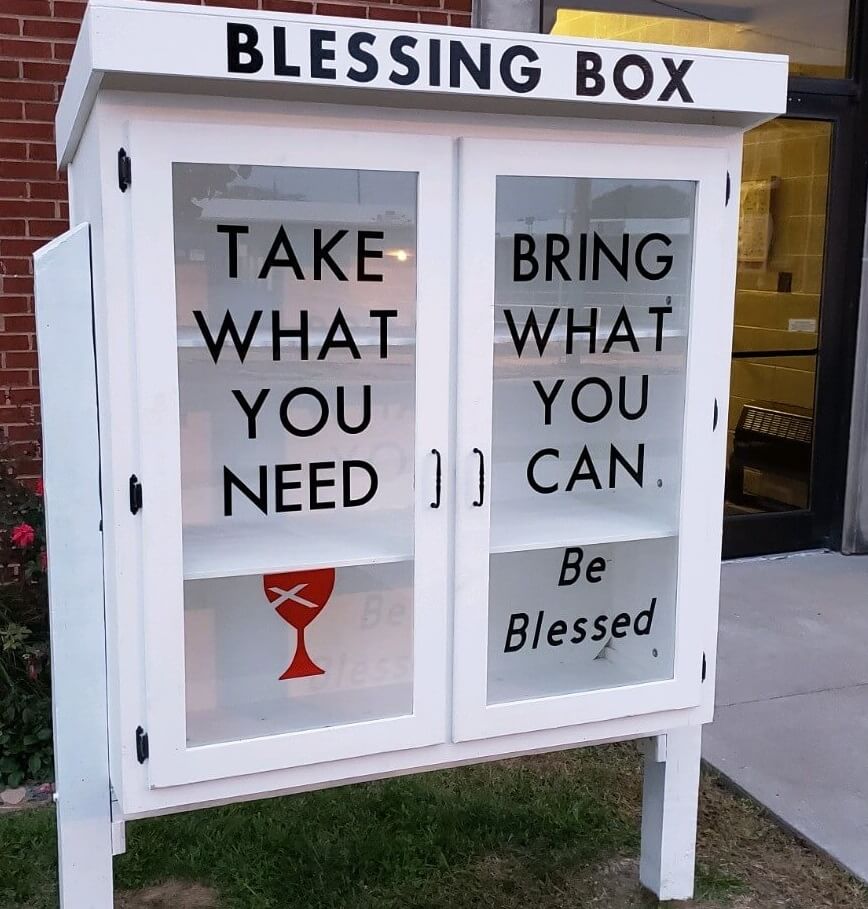 BLESSING BOX
TAKE
WHAT
YOU
NEED
BRING
WHAT
YOU
CAN
Be
Blessed